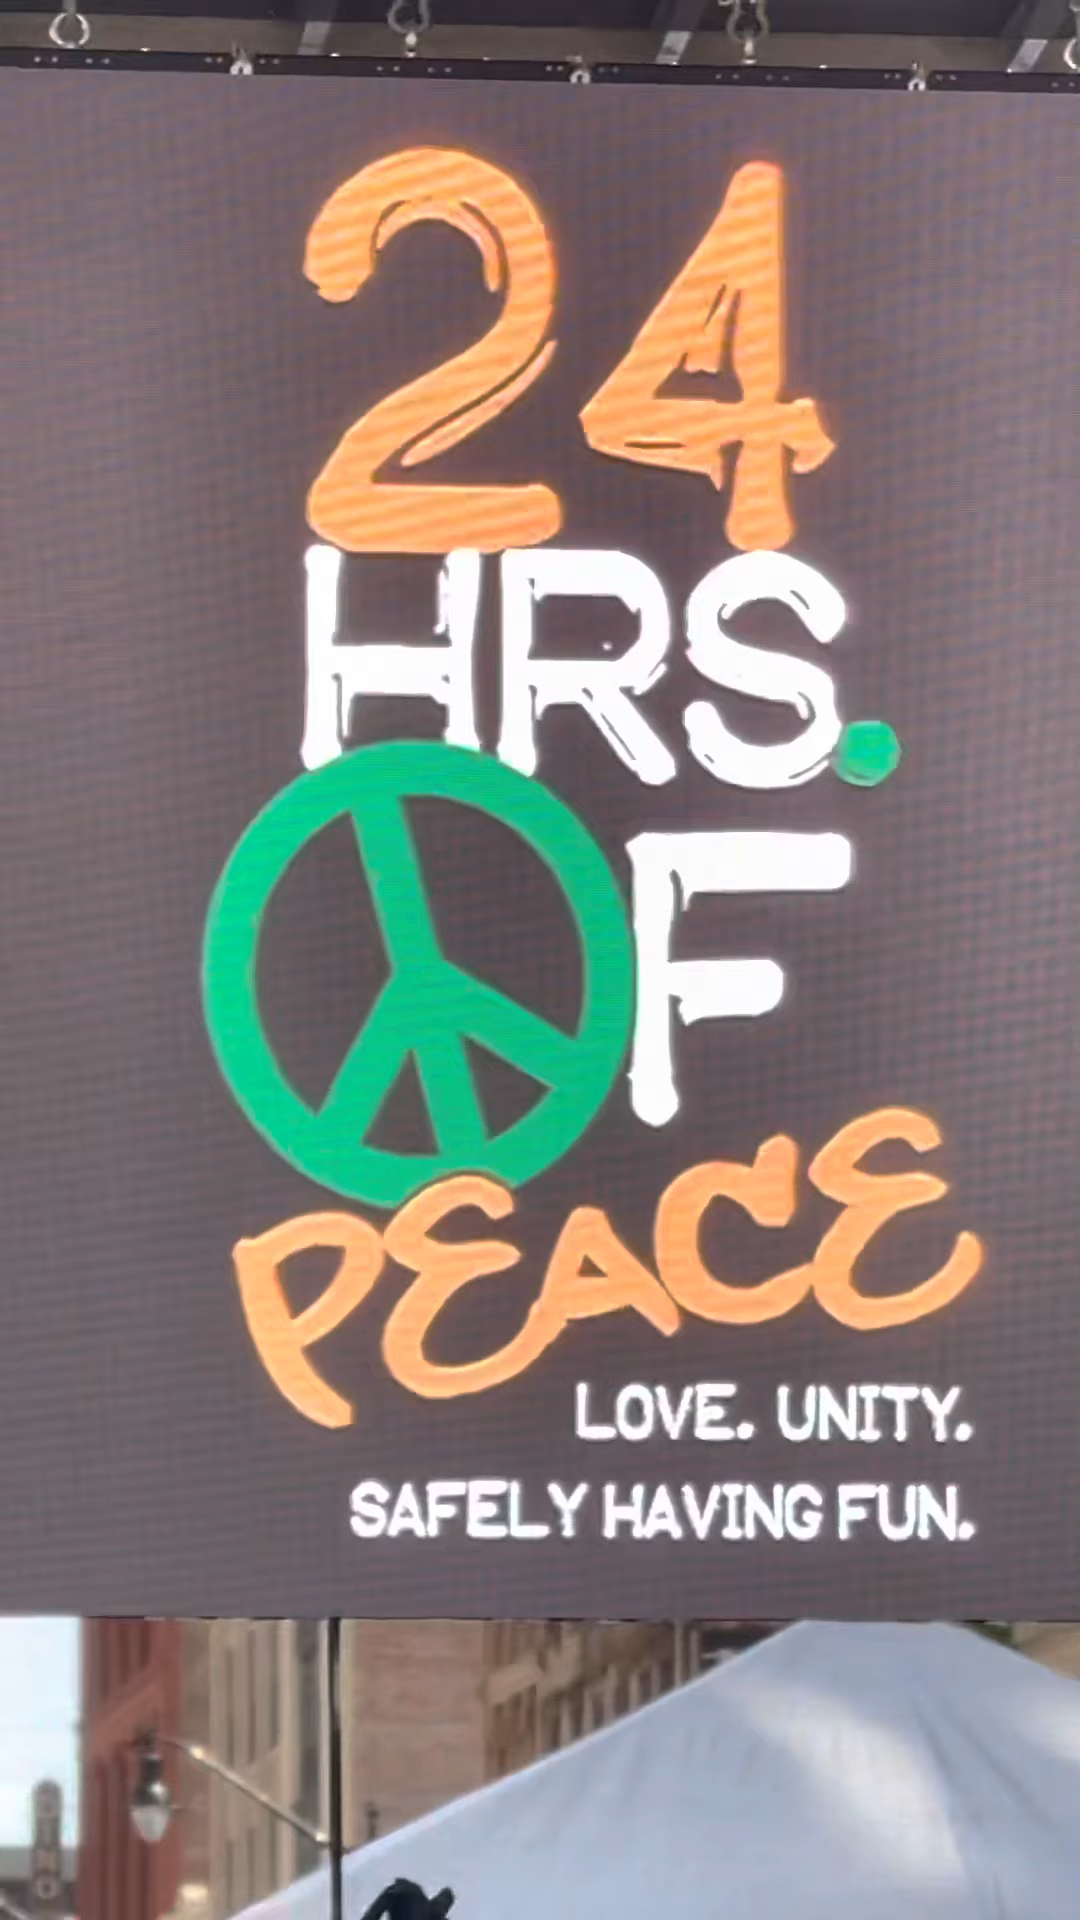 24
HRS.
OF
PEACE
LOVE. UNITY.
SAFELY HAVING FUN.